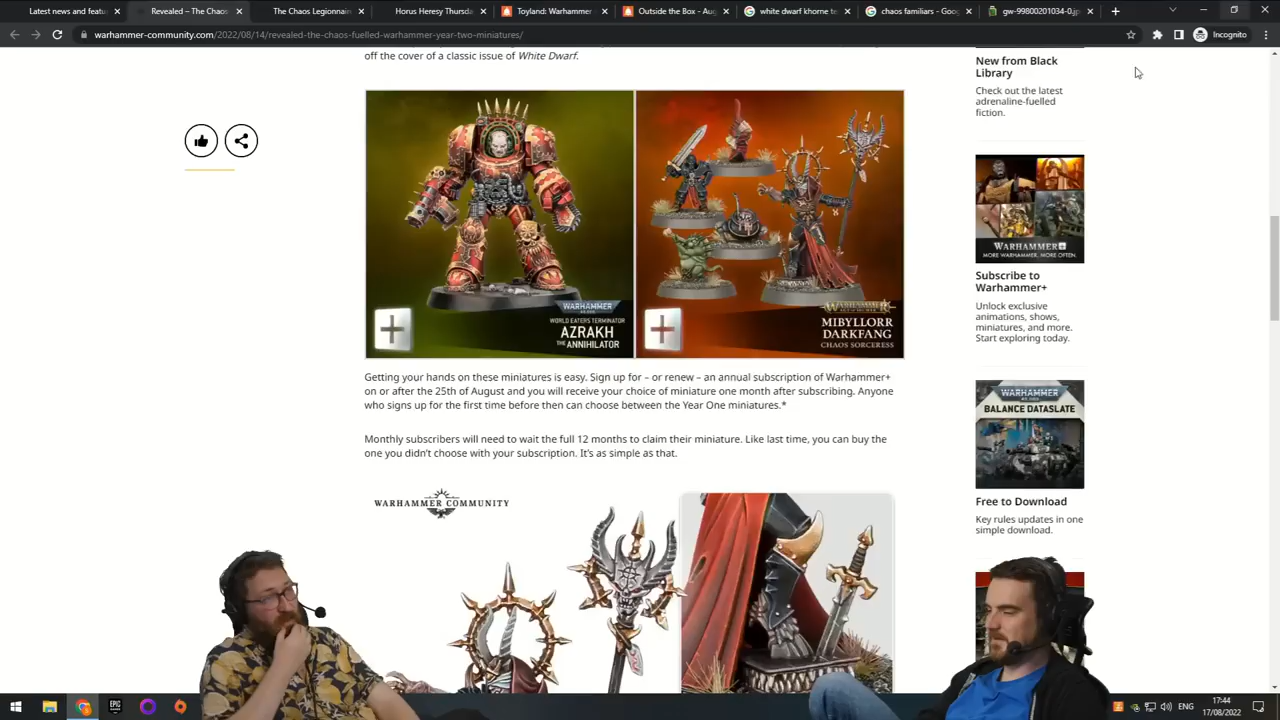 Latest news and featur
Revealed – The Chaos
The Chaos Legionnain
Horus Heresy Thursda
Toyland: Warhammer
Outside the Box - Aug
white dwarf khorne te
chaos familiars - Goog
gw-99800201034-0.jp
Incognito
warhammer-community.com/2022/08/14/revealed-the-chaos-fuelled-warhammer-year-two-miniatures/
off the cover of a classic issue of White Dwarf.
WARHAMMER
WORLD EATERS TERMINATOR
AZRAKH
THE ANNIHILATOR
MIBYLLORR
DARKFANG
CHAOS SORCERESS
Getting your hands on these miniatures is easy. Sign up for – or renew – an annual subscription of Warhammer+
on or after the 25th of August and you will receive your choice of miniature one month after subscribing. Anyone
who signs up for the first time before then can choose between the Year One miniatures.*
Monthly subscribers will need to wait the full 12 months to claim their miniature. Like last time, you can buy the
one you didn't choose with your subscription. It's as simple as that.
WARHAMMER COMMUNITY
New from Black
Library
Check out the latest
adrenaline-fuelled
fiction.
WARHAMMER+
MORE WARHAMMER. MORE OFTEN.
Subscribe to
Warhammer+
Unlock exclusive
animations, shows,
miniatures, and more.
Start exploring today.
WARHAMMER
BALANCE DATASLATE
Free to Download
Key rules updates in one
simple download.
EPIC
ENG
17:44
17/08/2022